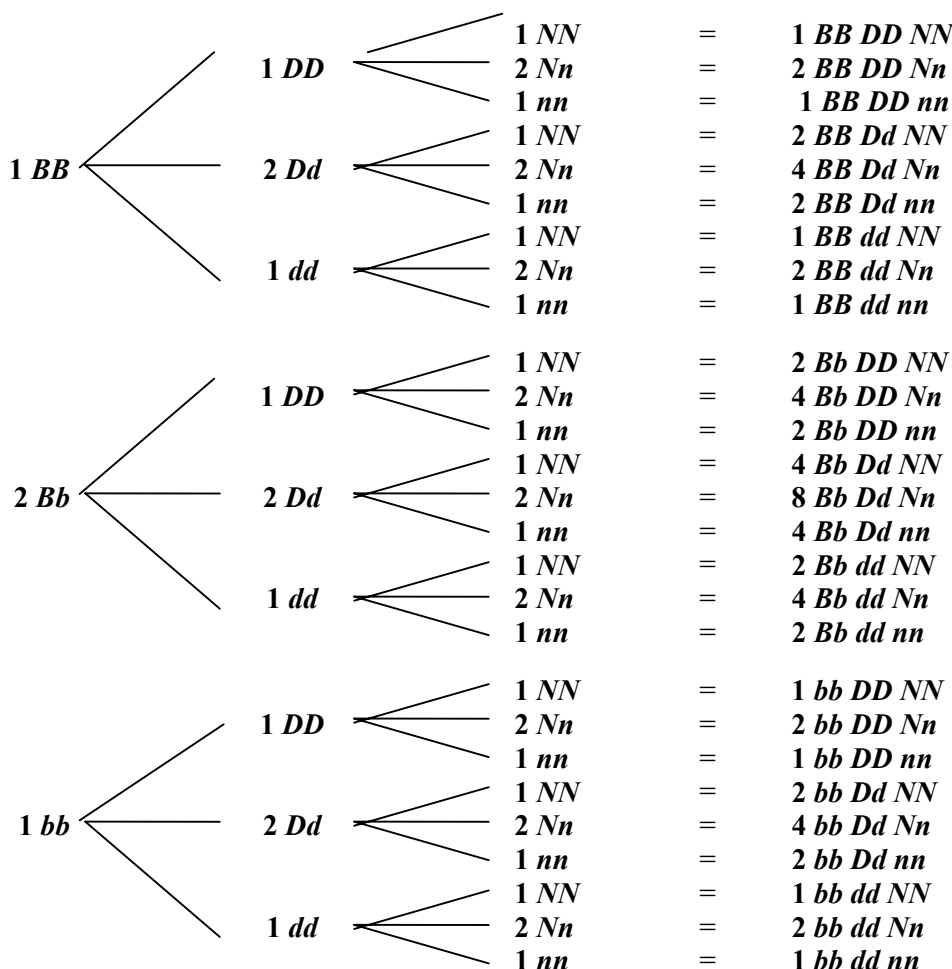 1 NN = 1 BB DD NN
1 DD 2 Nn = 2 BB DD Nn
1 nn = 1 BB DD nn
1 NN = 2 BB Dd NN
1 BB 2 Dd 2 Nn = 4 BB Dd Nn
1 nn = 2 BB Dd nn
1 NN = 1 BB dd NN
1 dd 2 Nn = 2 BB dd Nn
1 nn = 1 BB dd nn
1 NN = 2 Bb DD NN
1 DD 2 Nn = 4 Bb DD Nn
1 nn = 2 Bb DD nn
1 NN = 4 Bb Dd NN
2 Bb 2 Dd 2 Nn = 8 Bb Dd Nn
1 nn = 4 Bb Dd nn
1 NN = 2 Bb dd NN
1 dd 2 Nn = 4 Bb dd Nn
1 nn = 2 Bb dd nn
1 NN = 1 bb DD NN
1 DD 2 Nn = 2 bb DD Nn
1 nn = 1 bb DD nn
1 NN = 2 bb Dd NN
1 bb 2 Dd 2 Nn = 4 bb Dd Nn
1 nn = 2 bb Dd nn
1 NN = 1 bb dd NN
1 dd 2 Nn = 2 bb dd Nn
1 nn = 1 bb dd nn